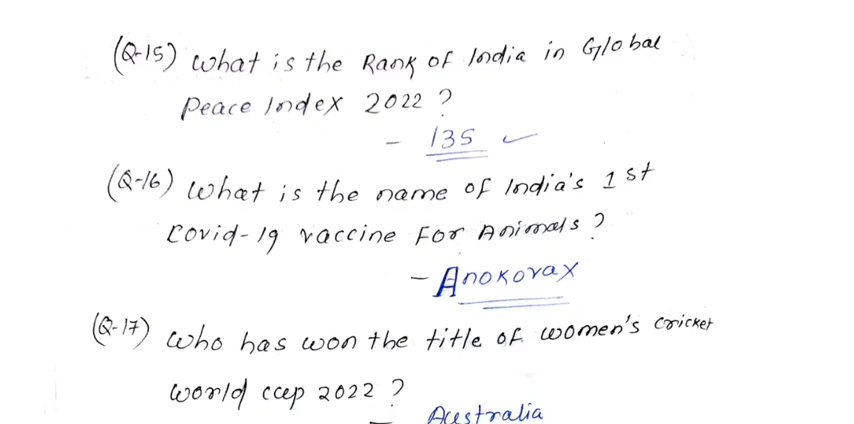 (Q-15) What is the Rank of India in Global
Peace Index 2022 ?
- 135 ✓
(Q-16) What is the name of India's 1st
Covid-19 vaccine For Animals ?
- Anokovax
(Q-17) Who has won the title of women's cricket
world cup 2022 ?
- Australia